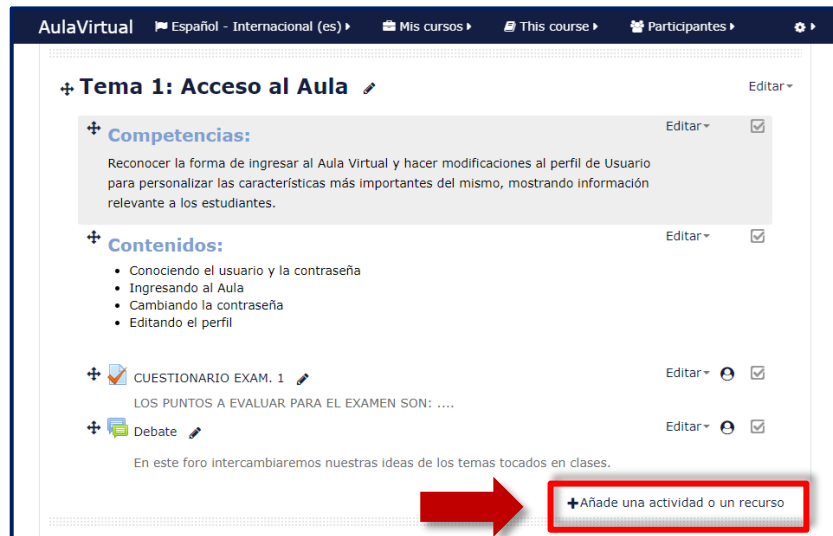 AulaVirtual Español - Internacional (es) Mis cursos This course Participantes
Tema 1: Acceso al Aula Editar
Competencias: Editar
Reconocer la forma de ingresar al Aula Virtual y hacer modificaciones al perfil de Usuario
para personalizar las características más importantes del mismo, mostrando información
relevante a los estudiantes.
Contenidos: Editar
• Conociendo el usuario y la contraseña
• Ingresando al Aula
• Cambiando la contraseña
• Editando el perfil
CUESTIONARIO EXAM. 1 Editar
LOS PUNTOS A EVALUAR PARA EL EXAMEN SON: ....
Debate Editar
En este foro intercambiaremos nuestras ideas de los temas tocados en clases.
+Añade una actividad o un recurso